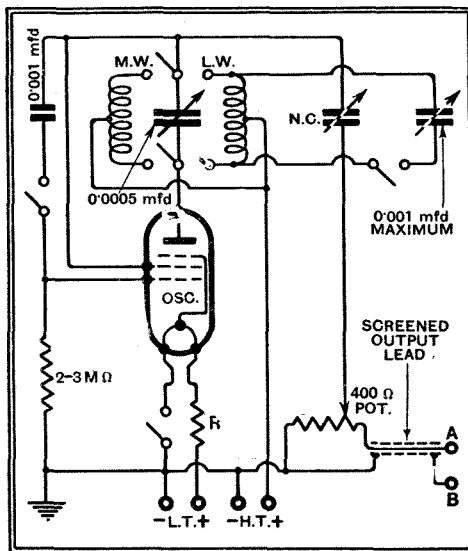 0·001 mfd
M.W.
L.W.
N.C.
0·0005 mfd
0·001 mfd
MAXIMUM
OSC.
2-3 MΩ
R
SCREENED
OUTPUT
LEAD
400 Ω
POT.
A
B
-L.T.+
-H.T.+